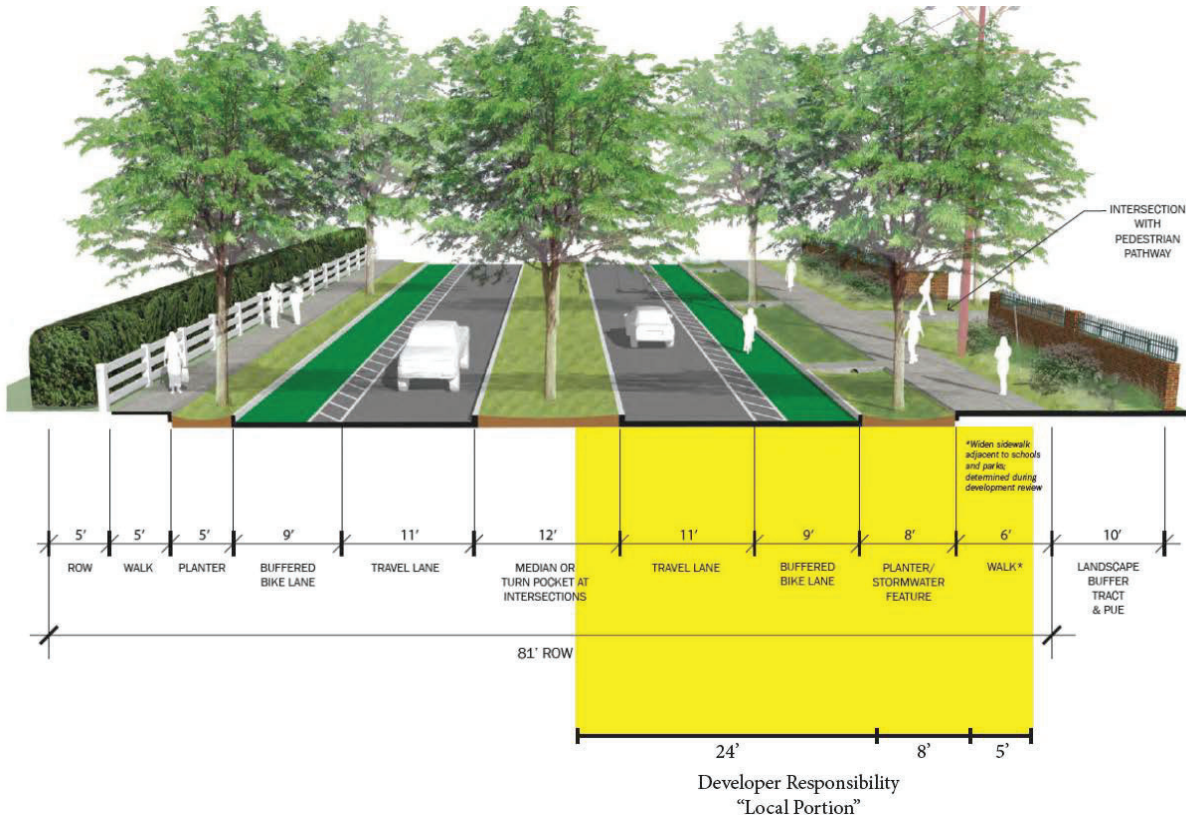 INTERSECTION
WITH
PEDESTRIAN
PATHWAY
*Widen sidewalk
adjacent to schools
and parks;
determined during
development review
5’ 5’ 5’ 9’ 11’ 12’ 11’ 9’ 8’ 6’ 10’
ROW
WALK
PLANTER
BUFFERED
BIKE LANE
TRAVEL LANE
MEDIAN OR
TURN POCKET AT
INTERSECTIONS
TRAVEL LANE
BUFFERED
BIKE LANE
PLANTER/
STORMWATER
FEATURE
WALK*
LANDSCAPE
BUFFER
TRACT
& PUE
81’ ROW
24’ 8’ 5’
Developer Responsibility
“Local Portion”